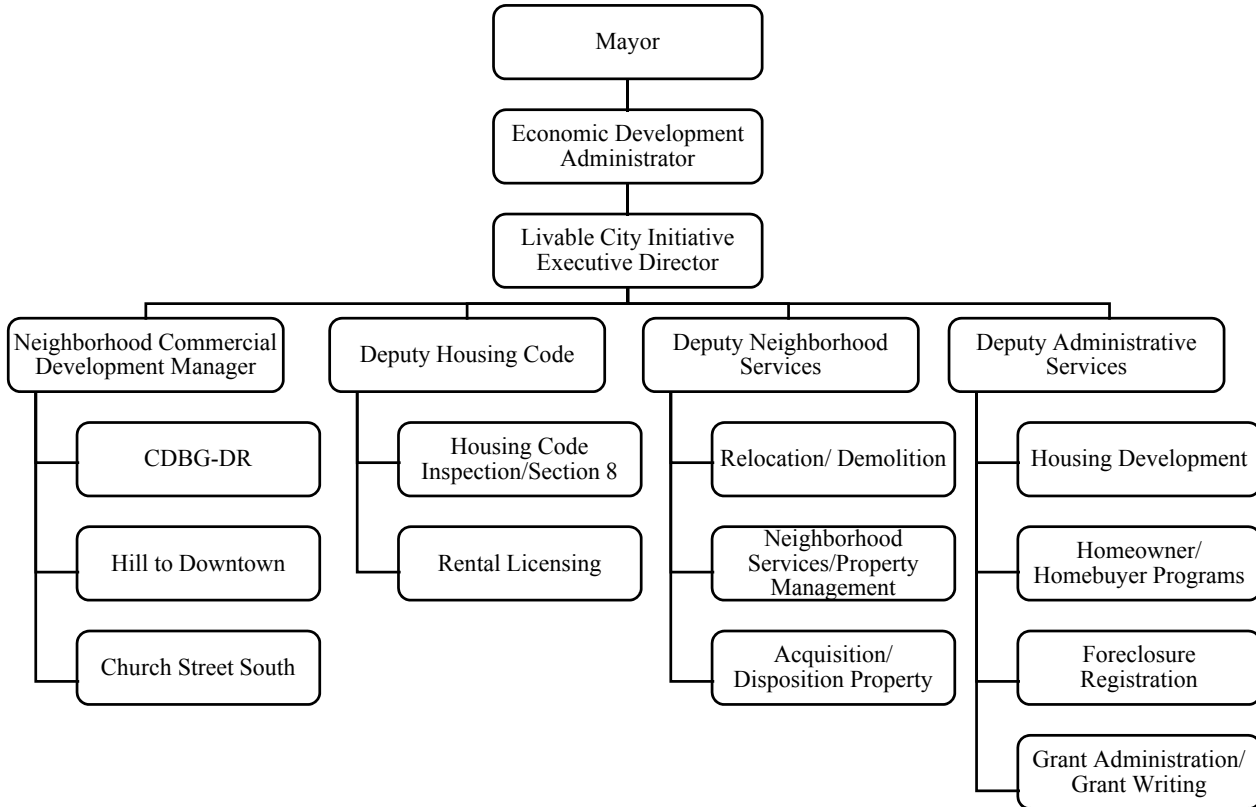 Mayor
Economic Development
Administrator
Livable City Initiative
Executive Director
Neighborhood Commercial
Development Manager
Deputy Housing Code
Deputy Neighborhood
Services
Deputy Administrative
Services
CDBG-DR
Hill to Downtown
Church Street South
Housing Code
Inspection/Section 8
Rental Licensing
Relocation/ Demolition
Neighborhood
Services/Property
Management
Acquisition/
Disposition Property
Housing Development
Homeowner/
Homebuyer Programs
Foreclosure
Registration
Grant Administration/
Grant Writing